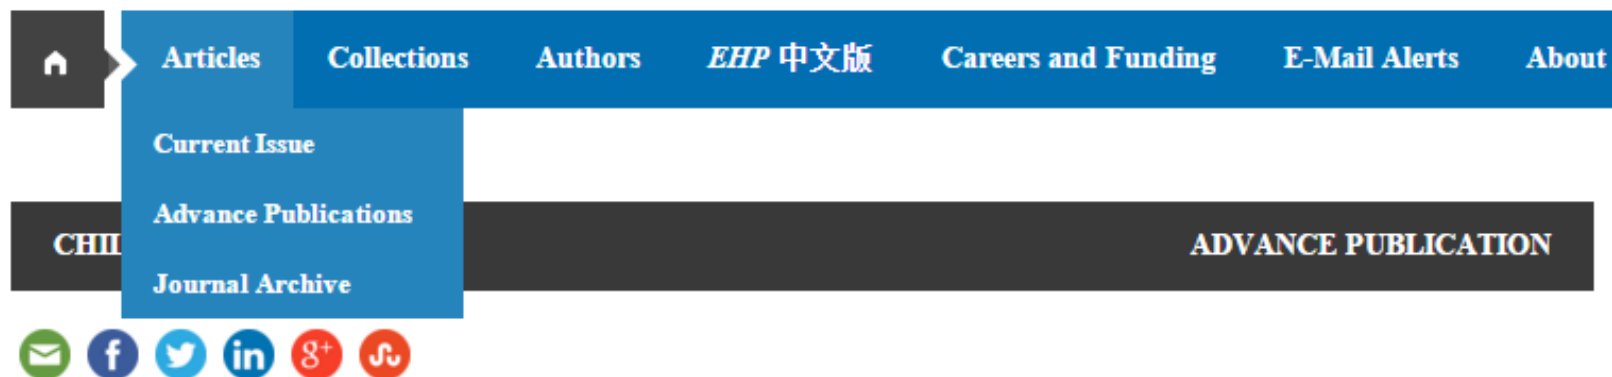 Articles Collections Authors EHP 中文版 Careers and Funding E-Mail Alerts About
Current Issue
Advance Publications
ADVANCE PUBLICATION
Journal Archive